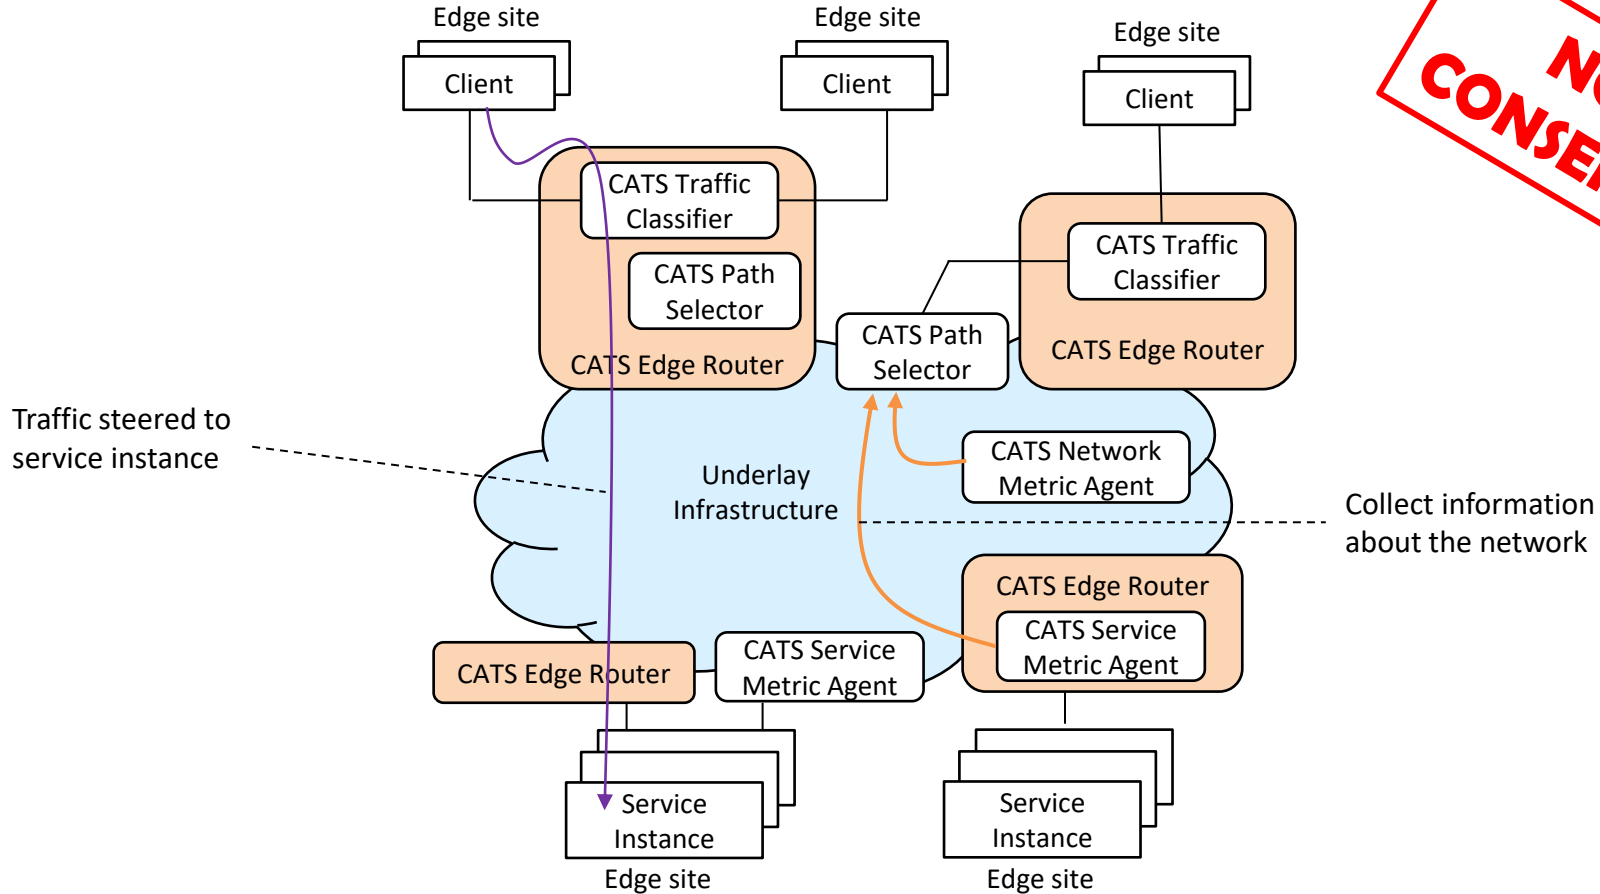 Edge site
Edge site
Edge site
Client
Client
Client
CATS Traffic
Classifier
CATS Path
Selector
CATS Edge Router
CATS Traffic
Classifier
CATS Edge Router
CATS Path
Selector
Traffic steered to
service instance
Underlay
Infrastructure
CATS Network
Metric Agent
Collect information
about the network
CATS Edge Router
CATS Service
Metric Agent
CATS Edge Router
CATS Service
Metric Agent
Service
Instance
Service
Instance
Edge site
Edge site